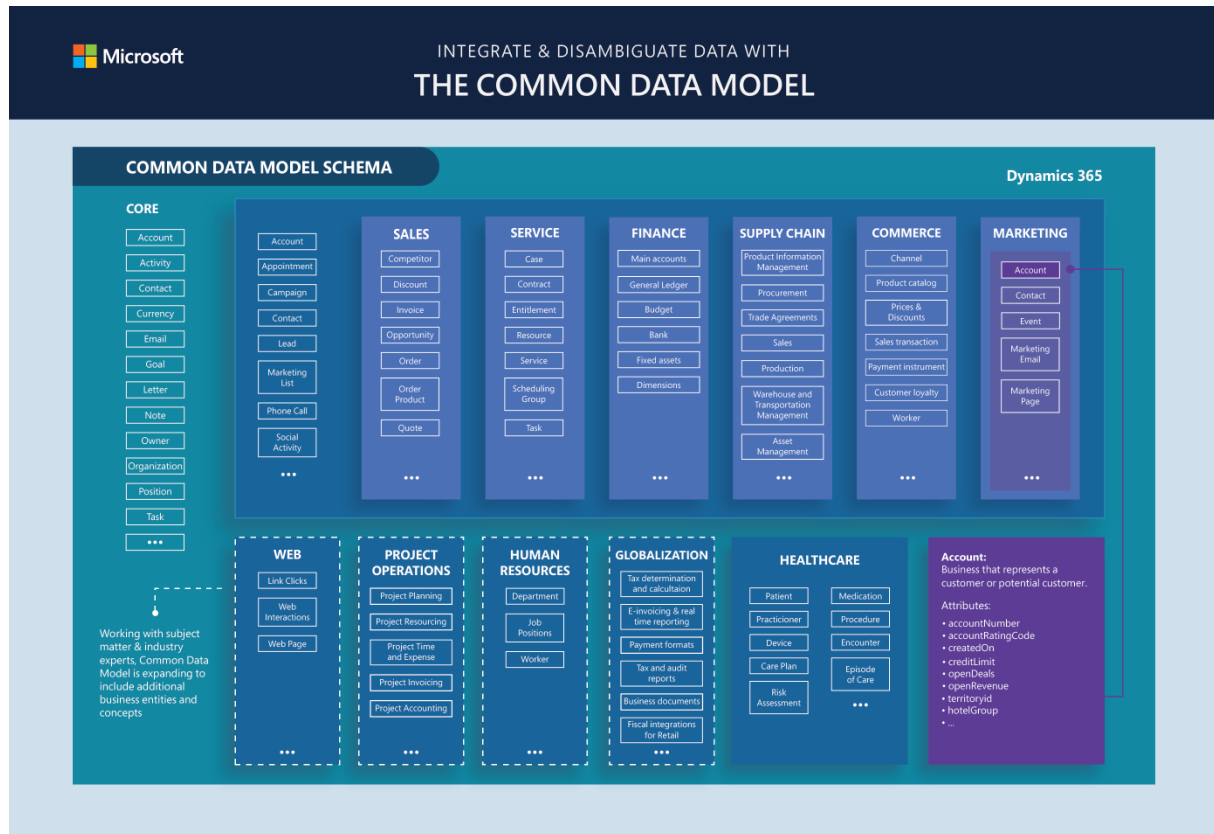 Microsoft
INTEGRATE & DISAMBIGUATE DATA WITH
THE COMMON DATA MODEL
COMMON DATA MODEL SCHEMA
Dynamics 365
CORE
Account
Activity
Contact
Currency
Email
Goal
Letter
Note
Owner
Organization
Position
Task
•••
Account
Appointment
Campaign
Contact
Lead
Marketing
List
Phone Call
Social
Activity
•••
SALES
Competitor
Discount
Invoice
Opportunity
Order
Order
Product
Quote
•••
SERVICE
Case
Contract
Entitlement
Resource
Service
Scheduling
Group
Task
•••
FINANCE
Main accounts
General Ledger
Budget
Bank
Fixed assets
Dimensions
•••
SUPPLY CHAIN
Product Information
Management
Procurement
Trade Agreements
Sales
Production
Warehouse and
Transportation
Management
Asset
Management
•••
COMMERCE
Channel
Product catalog
Prices &
Discounts
Sales transaction
Payment instrument
Customer loyalty
Worker
•••
MARKETING
Account
Contact
Event
Marketing
Email
Marketing
Page
•••
Working with subject
matter & industry
experts, Common Data
Model is expanding to
include additional
business entities and
concepts
WEB
Link Clicks
Web
Interactions
Web Page
•••
PROJECT
OPERATIONS
Project Planning
Project Resourcing
Project Time
and Expense
Project Invoicing
Project Accounting
•••
HUMAN
RESOURCES
Department
Job
Positions
Worker
•••
GLOBALIZATION
Tax determination
and calcultaion
E-invoicing & real
time reporting
Payment formats
Tax and audit
reports
Business documents
Fiscal integrations
for Retail
•••
HEALTHCARE
Patient
Practicioner
Device
Care Plan
Risk
Assessment
Medication
Procedure
Encounter
Episode
of Care
•••
Account:
Business that represents a
customer or potential customer.
Attributes:
• accountNumber
• accountRatingCode
• createdOn
• creditLimit
• openDeals
• openRevenue
• territoryid
• hotelGroup
• ...